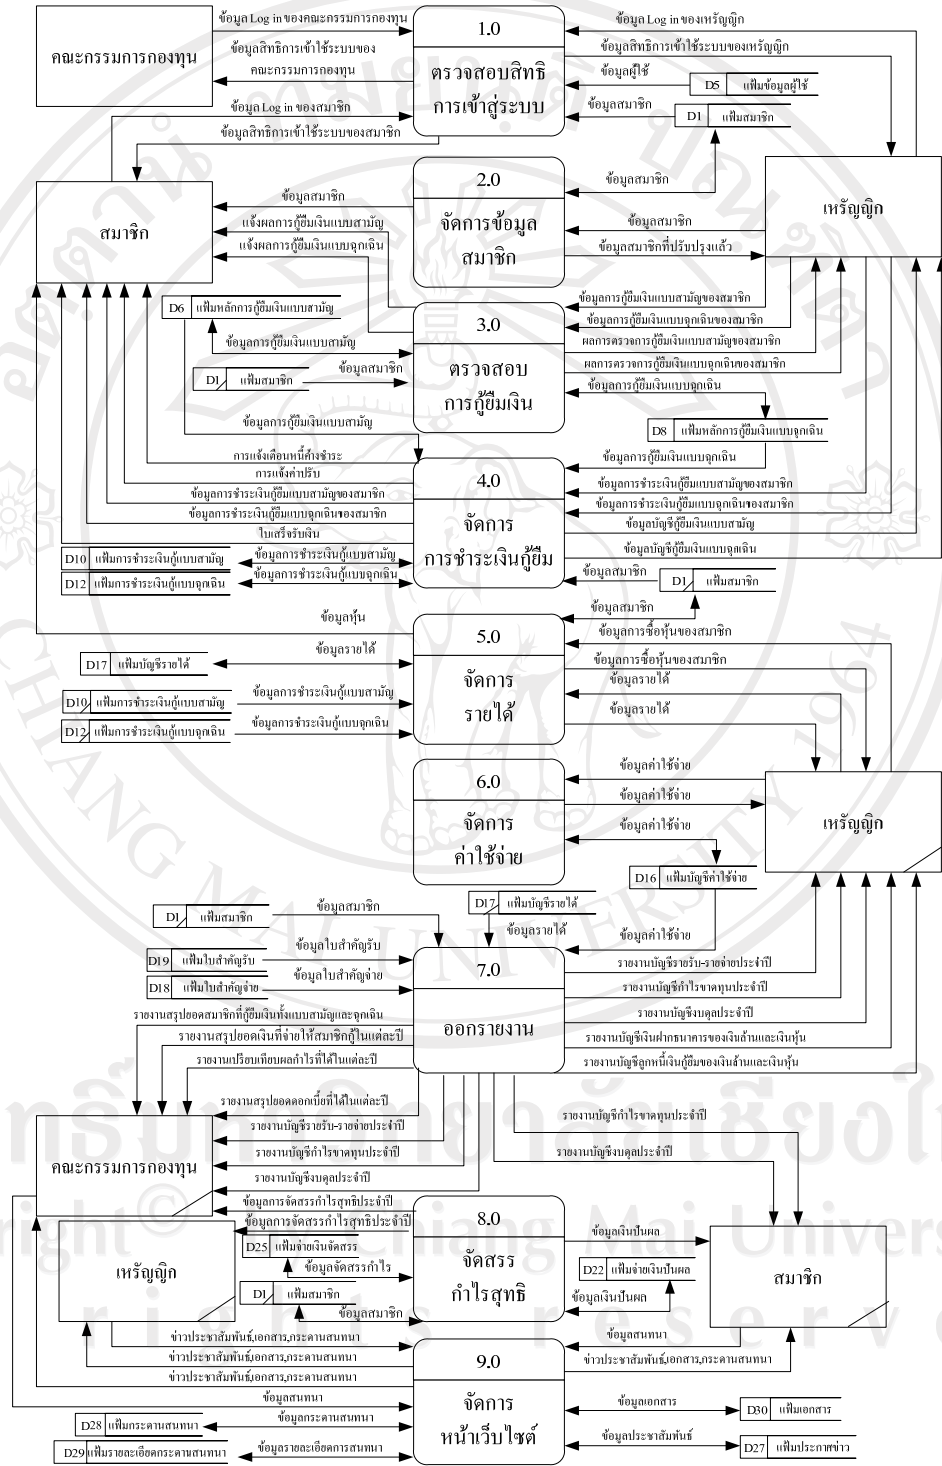 ข้อมูล Log in ของคณะกรรมการกองทุน
1.0
ข้อมูล Log in ของเหรัญญิก
คณะกรรมการกองทุน
ข้อมูลสิทธิการเข้าใช้ระบบของ
คณะกรรมการกองทุน
ตรวจสอบสิทธิ
การเข้าสู่ระบบ
ข้อมูลสิทธิการเข้าใช้ระบบของเหรัญญิก
ข้อมูลผู้ใช้
D5 แฟ้มข้อมูลผู้ใช้
ข้อมูล Log in ของสมาชิก
ข้อมูลสมาชิก
D1 แฟ้มสมาชิก
ข้อมูลสิทธิการเข้าใช้ระบบของสมาชิก
2.0
จัดการข้อมูล
สมาชิก
ข้อมูลสมาชิก
เหรัญญิก
สมาชิก
ข้อมูลสมาชิก
ข้อมูลสมาชิก
แจ้งผลการกู้ยืมเงินแบบสามัญ
แจ้งผลการกู้ยืมเงินแบบฉุกเฉิน
ข้อมูลสมาชิกที่ปรับปรุงแล้ว
D6 แฟ้มหลักการกู้ยืมเงินแบบสามัญ
3.0
ตรวจสอบ
การกู้ยืมเงิน
ข้อมูลการกู้ยืมเงินแบบสามัญของสมาชิก
ข้อมูลการกู้ยืมเงินแบบฉุกเฉินของสมาชิก
ผลการตรวจการกู้ยืมเงินแบบสามัญของสมาชิก
ผลการตรวจการกู้ยืมเงินแบบฉุกเฉินของสมาชิก
ข้อมูลการกู้ยืมเงินแบบสามัญ
D1 แฟ้มสมาชิก
ข้อมูลสมาชิก
ข้อมูลการกู้ยืมเงินแบบฉุกเฉิน
D8 แฟ้มหลักการกู้ยืมเงินแบบฉุกเฉิน
ข้อมูลการกู้ยืมเงินแบบสามัญ
ข้อมูลการกู้ยืมเงินแบบฉุกเฉิน
การแจ้งเตือนหนี้ค้างชำระ
การแจ้งค่าปรับ
4.0
จัดการ
การชำระเงินกู้ยืม
ข้อมูลการชำระเงินกู้ยืมแบบสามัญของสมาชิก
ข้อมูลการชำระเงินกู้ยืมแบบฉุกเฉินของสมาชิก
ใบเสร็จรับเงิน
ข้อมูลการชำระเงินกู้ยืมแบบสามัญของสมาชิก
ข้อมูลการชำระเงินกู้ยืมแบบฉุกเฉินของสมาชิก
ข้อมูลบัญชีกู้ยืมเงินแบบสามัญ
ข้อมูลบัญชีกู้ยืมเงินแบบฉุกเฉิน
D10 แฟ้มการชำระเงินกู้แบบสามัญ
ข้อมูลการชำระเงินกู้แบบสามัญ
D12 แฟ้มการชำระเงินกู้แบบฉุกเฉิน
ข้อมูลการชำระเงินกู้แบบฉุกเฉิน
ข้อมูลสมาชิก
D1 แฟ้มสมาชิก
ข้อมูลหุ้น
5.0
จัดการ
รายได้
ข้อมูลสมาชิก
ข้อมูลการซื้อหุ้นของสมาชิก
ข้อมูลการซื้อหุ้นของสมาชิก
ข้อมูลรายได้
ข้อมูลรายได้
D17 แฟ้มบัญชีรายได้
ข้อมูลรายได้
D10 แฟ้มการชำระเงินกู้แบบสามัญ
ข้อมูลการชำระเงินกู้แบบสามัญ
D12 แฟ้มการชำระเงินกู้แบบฉุกเฉิน
ข้อมูลการชำระเงินกู้แบบฉุกเฉิน
6.0
จัดการ
ค่าใช้จ่าย
ข้อมูลค่าใช้จ่าย
ข้อมูลค่าใช้จ่าย
ข้อมูลค่าใช้จ่าย
เหรัญญิก
D16 แฟ้มบัญชีค่าใช้จ่าย
D1 แฟ้มสมาชิก
ข้อมูลสมาชิก
D17 แฟ้มบัญชีรายได้
ข้อมูลรายได้
ข้อมูลค่าใช้จ่าย
D19 แฟ้มใบสำคัญรับ
ข้อมูลใบสำคัญรับ
D18 แฟ้มใบสำคัญจ่าย
ข้อมูลใบสำคัญจ่าย
7.0
ออกรายงาน
รายงานบัญชีรายรับ-รายจ่ายประจำปี
รายงานบัญชีกำไรขาดทุนประจำปี
รายงานบัญชีงบดุลประจำปี
รายงานบัญชีเงินฝากธนาคารของเงินล้านและเงินหุ้น
รายงานบัญชีลูกหนี้เงินกู้ยืมของเงินล้านและเงินหุ้น
รายงานสรุปยอดสมาชิกที่กู้ยืมเงินทั้งแบบสามัญและฉุกเฉิน
รายงานสรุปยอดเงินที่จ่ายให้สมาชิกกู้ในแต่ละปี
รายงานเปรียบเทียบผลกำไรที่ได้ในแต่ละปี
รายงานสรุปยอดดอกเบี้ยที่ได้ในแต่ละปี
รายงานบัญชีรายรับ-รายจ่ายประจำปี
รายงานบัญชีกำไรขาดทุนประจำปี
รายงานบัญชีงบดุลประจำปี
ข้อมูลการจัดสรรกำไรสุทธิประจำปี
ข้อมูลการจัดสรรกำไรสุทธิประจำปี
คณะกรรมการกองทุน
รายงานบัญชีกำไรขาดทุนประจำปี
รายงานบัญชีงบดุลประจำปี
เหรัญญิก
D25 แฟ้มจ่ายเงินจัดสรร
ข้อมูลจัดสรรกำไร
D1 แฟ้มสมาชิก
ข้อมูลสมาชิก
8.0
จัดสรร
กำไรสุทธิ
ข้อมูลเงินปันผล
D22 แฟ้มจ่ายเงินปันผล
ข้อมูลเงินปันผล
สมาชิก
ข่าวประชาสัมพันธ์,เอกสาร,กระดานสนทนา
ข่าวประชาสัมพันธ์,เอกสาร,กระดานสนทนา
ข่าวประชาสัมพันธ์,เอกสาร,กระดานสนทนา
ข้อมูลสนทนา
9.0
จัดการ
หน้าเว็บไซต์
ข้อมูลสนทนา
ข่าวประชาสัมพันธ์,เอกสาร,กระดานสนทนา
D28 แฟ้มกระดานสนทนา
ข้อมูลกระดานสนทนา
D29 แฟ้มรายละเอียดกระดานสนทนา
ข้อมูลรายละเอียดการสนทนา
ข้อมูลเอกสาร
D30 แฟ้มเอกสาร
ข้อมูลประชาสัมพันธ์
D27 แฟ้มประกาศข่าว
CHIANG MAI UNIVERSITY 1964